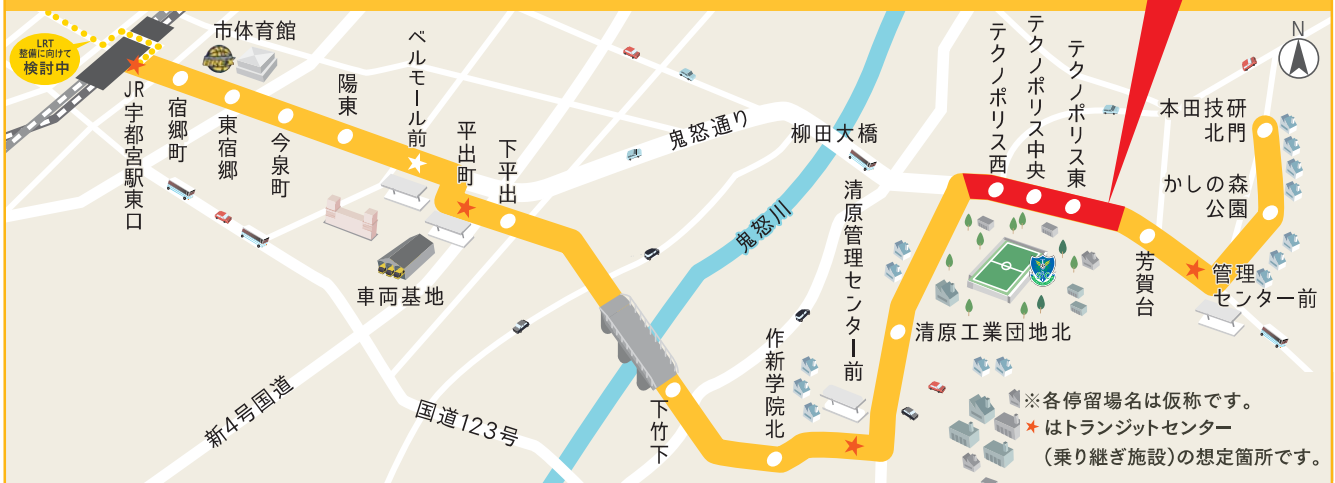 LRT
整備に向けて
検討中
市体育館
JR宇都宮駅東口
宿郷町
東宿郷
今泉町
陽東
ベルモール前
平出町
下平出
車両基地
鬼怒通り
柳田大橋
鬼怒川
新4号国道
国道123号
下竹下
作新学院北
清原管理センター前
清原工業団地北
テクノポリス西
テクノポリス中央
テクノポリス東
芳賀台
管理
センター前
かしの森
公園
本田技研
北門
N
※各停留場名は仮称です。
★はトランジットセンター
(乗り継ぎ施設)の想定箇所です。